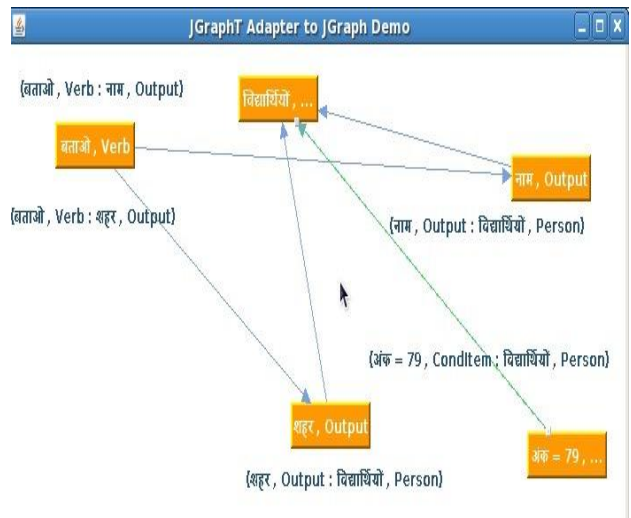 JGraphT Adapter to JGraph Demo
(बताओ , Verb : नाम , Output)
विद्यार्थियों , ...
बताओ , Verb
नाम , Output
(बताओ , Verb : शहर , Output)
(नाम , Output : विद्यार्थियों , Person)
(अंक = 79 , CondItem : विद्यार्थियों , Person)
शहर , Output
अंक = 79 , ...
(शहर , Output : विद्यार्थियों , Person)